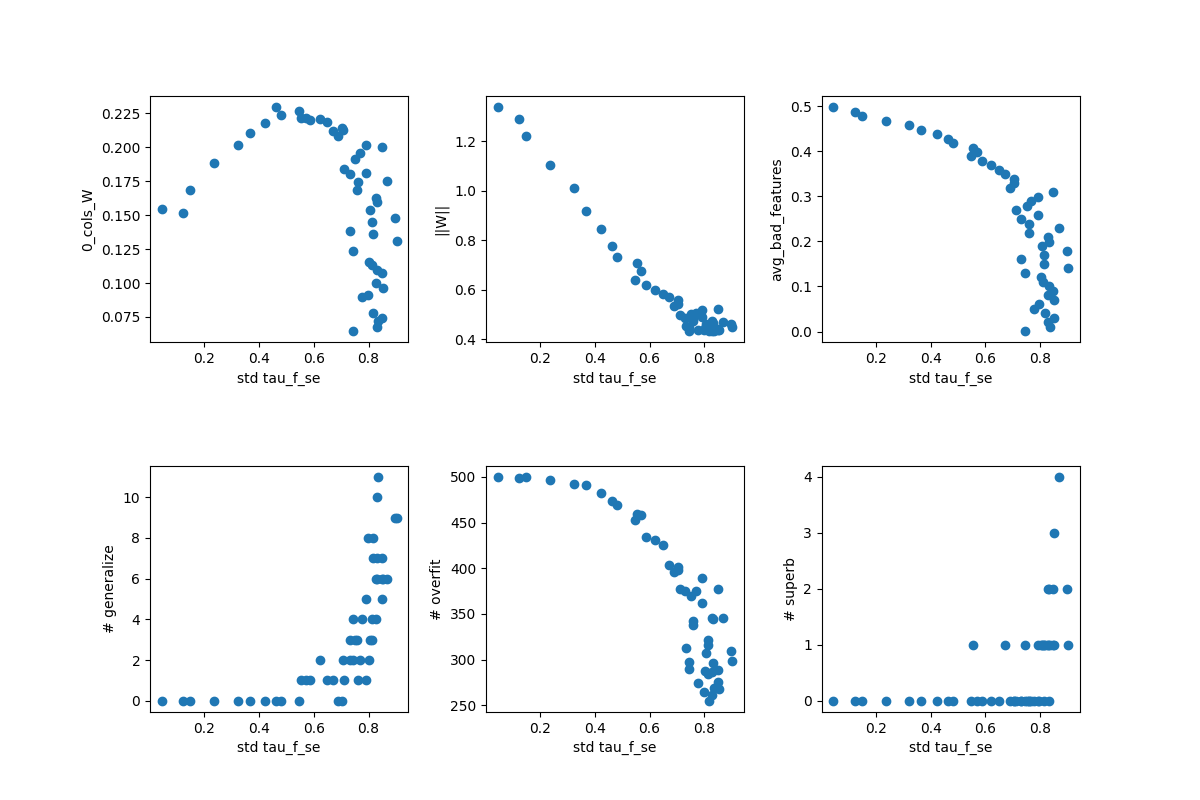 0.225
0.200
0.175
0.150
0.125
0.100
0.075
0_cols_W
0.2 0.4 0.6 0.8
std tau_f_se
1.2
1.0
0.8
0.6
0.4
||W||
0.2 0.4 0.6 0.8
std tau_f_se
0.5
0.4
0.3
0.2
0.1
0.0
avg_bad_features
0.2 0.4 0.6 0.8
std tau_f_se
10
8
6
4
2
0
# generalize
0.2 0.4 0.6 0.8
std tau_f_se
500
450
400
350
300
250
# overfit
0.2 0.4 0.6 0.8
std tau_f_se
4
3
2
1
0
# superb
0.2 0.4 0.6 0.8
std tau_f_se